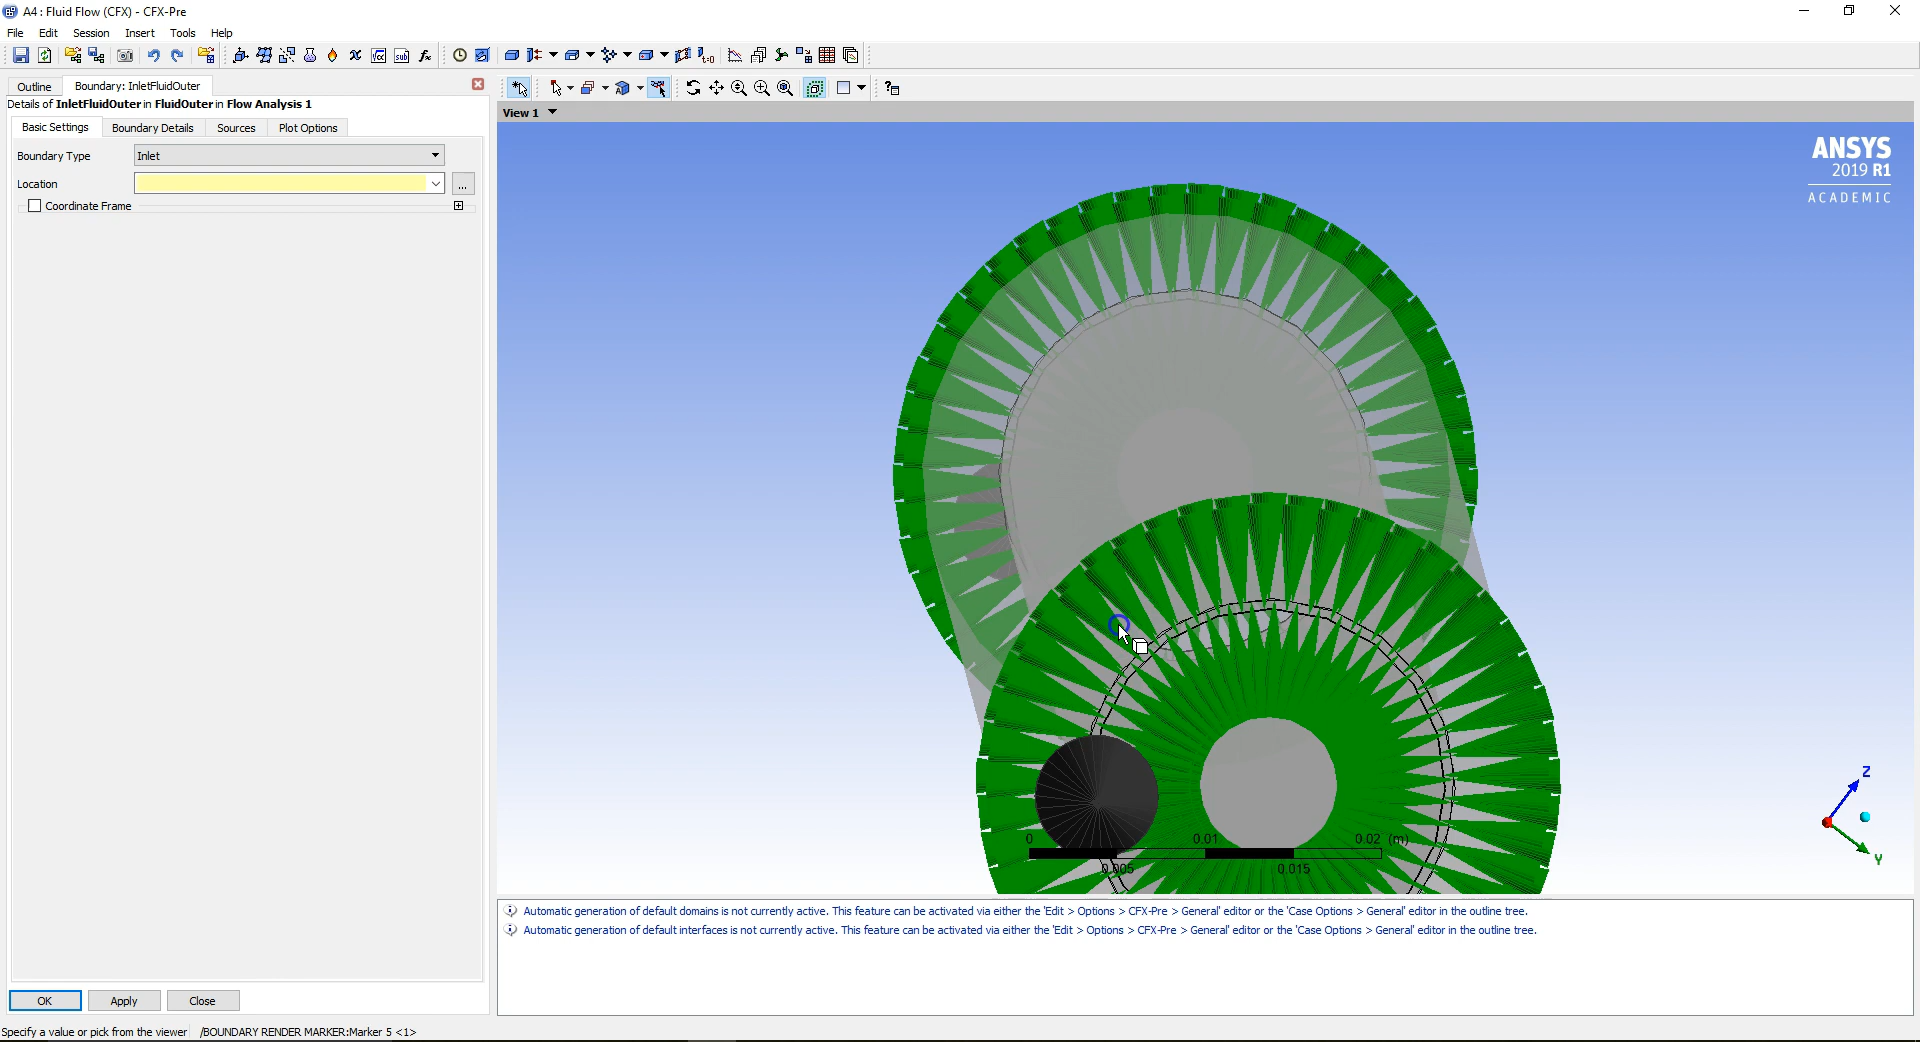 A4 : Fluid Flow (CFX) - CFX-Pre
File Edit Session Insert Tools Help
Outline Boundary: InletFluidOuter
Details of InletFluidOuter in FluidOuter in Flow Analysis 1
Basic Settings Boundary Details Sources Plot Options
Boundary Type Inlet
Location ...
Coordinate Frame
View 1
ANSYS
2019 R1
ACADEMIC
0 0.01 0.02 (m)
0.005 0.015
Z
Y
Automatic generation of default domains is not currently active. This feature can be activated via either the 'Edit > Options > CFX-Pre > General' editor or the 'Case Options > General' editor in the outline tree.
Automatic generation of default interfaces is not currently active. This feature can be activated via either the 'Edit > Options > CFX-Pre > General' editor or the 'Case Options > General' editor in the outline tree.
OK Apply Close
Specify a value or pick from the viewer /BOUNDARY RENDER MARKER:Marker 5 <1>